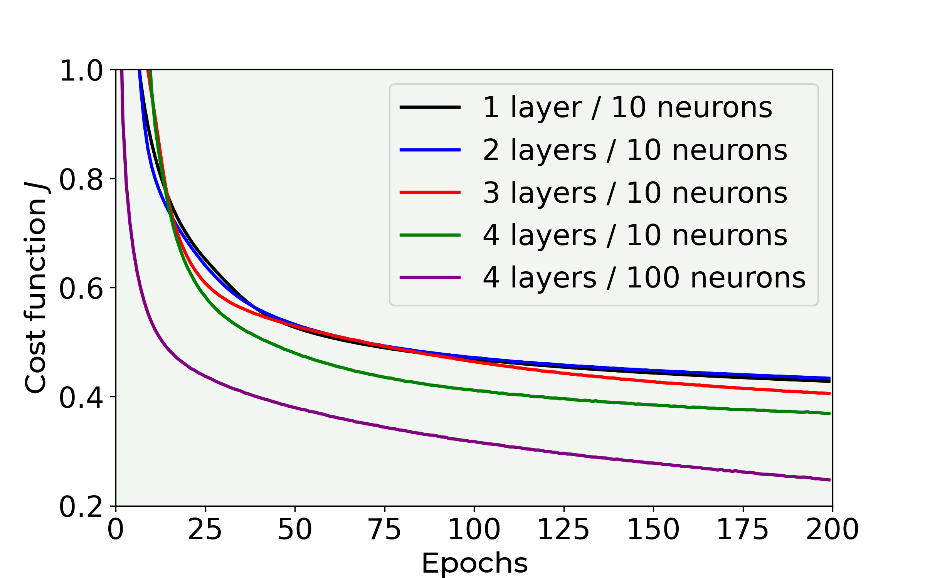 1.0
0.8
0.6
0.4
0.2
Cost function J
1 layer / 10 neurons
2 layers / 10 neurons
3 layers / 10 neurons
4 layers / 10 neurons
4 layers / 100 neurons
0 25 50 75 100 125 150 175 200
Epochs